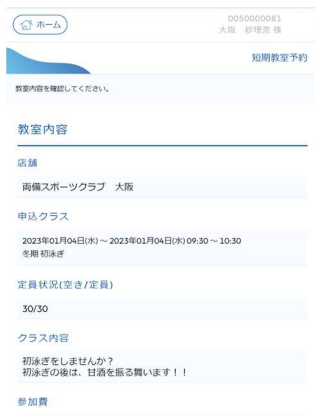 ホーム
0050000081
大阪 紗理奈 様
短期教室予約
教室内容を確認してください。
教室内容
店舗
両備スポーツクラブ 大阪
申込クラス
2023年01月04日(水) ~ 2023年01月04日(水) 09:30 ~ 10:30
冬期 初泳ぎ
定員状況(空き/定員)
30/30
クラス内容
初泳ぎをしませんか？
初泳ぎの後は、甘酒を振る舞います！！
参加費